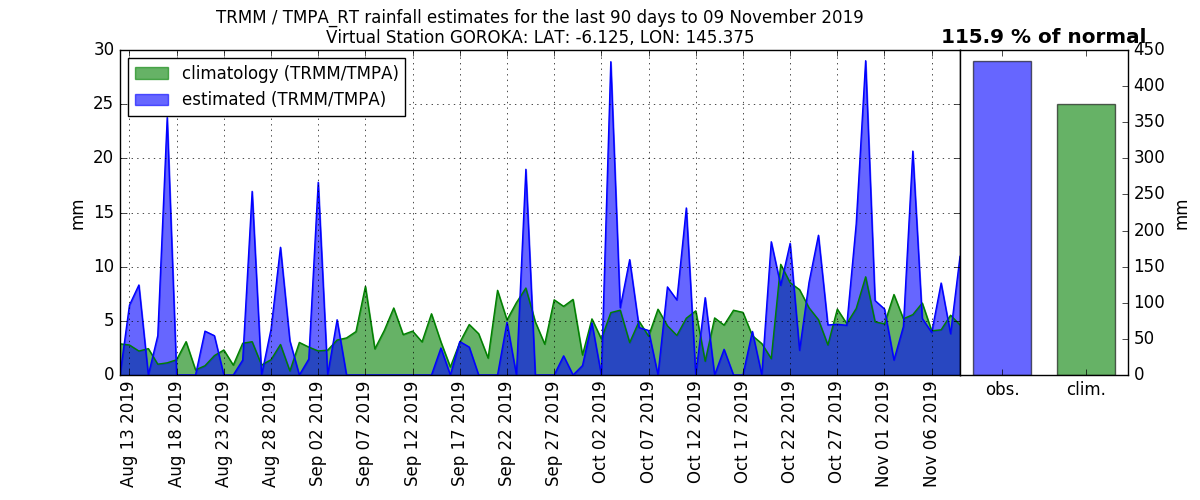 TRMM / TMPA_RT rainfall estimates for the last 90 days to 09 November 2019
Virtual Station GOROKA: LAT: -6.125, LON: 145.375
115.9 % of normal
climatology (TRMM/TMPA)
estimated (TRMM/TMPA)
mm
30
25
20
15
10
5
0
Aug 13 2019
Aug 18 2019
Aug 23 2019
Aug 28 2019
Sep 02 2019
Sep 07 2019
Sep 12 2019
Sep 17 2019
Sep 22 2019
Sep 27 2019
Oct 02 2019
Oct 07 2019
Oct 12 2019
Oct 17 2019
Oct 22 2019
Oct 27 2019
Nov 01 2019
Nov 06 2019
obs.
clim.
450
400
350
300
250
200
150
100
50
0
mm